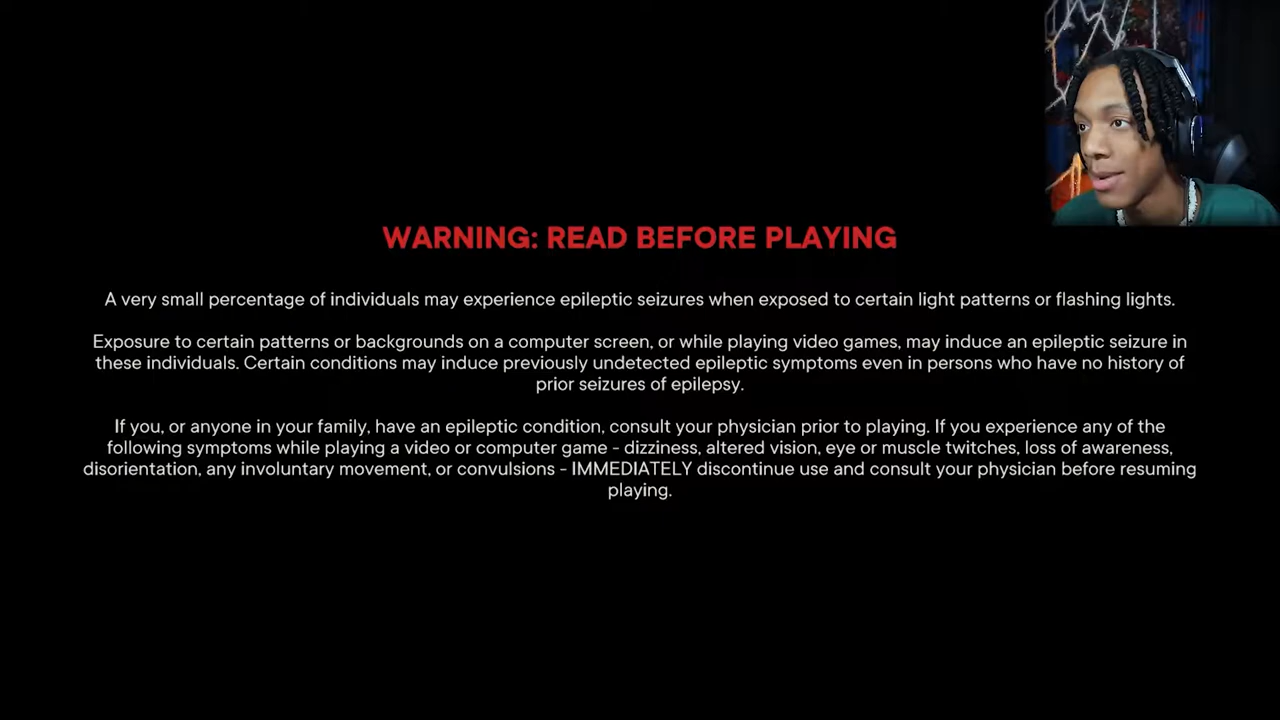 WARNING: READ BEFORE PLAYING
A very small percentage of individuals may experience epileptic seizures when exposed to certain light patterns or flashing lights.
Exposure to certain patterns or backgrounds on a computer screen, or while playing video games, may induce an epileptic seizure in
these individuals. Certain conditions may induce previously undetected epileptic symptoms even in persons who have no history of
prior seizures of epilepsy.
If you, or anyone in your family, have an epileptic condition, consult your physician prior to playing. If you experience any of the
following symptoms while playing a video or computer game - dizziness, altered vision, eye or muscle twitches, loss of awareness,
disorientation, any involuntary movement, or convulsions - IMMEDIATELY discontinue use and consult your physician before resuming
playing.